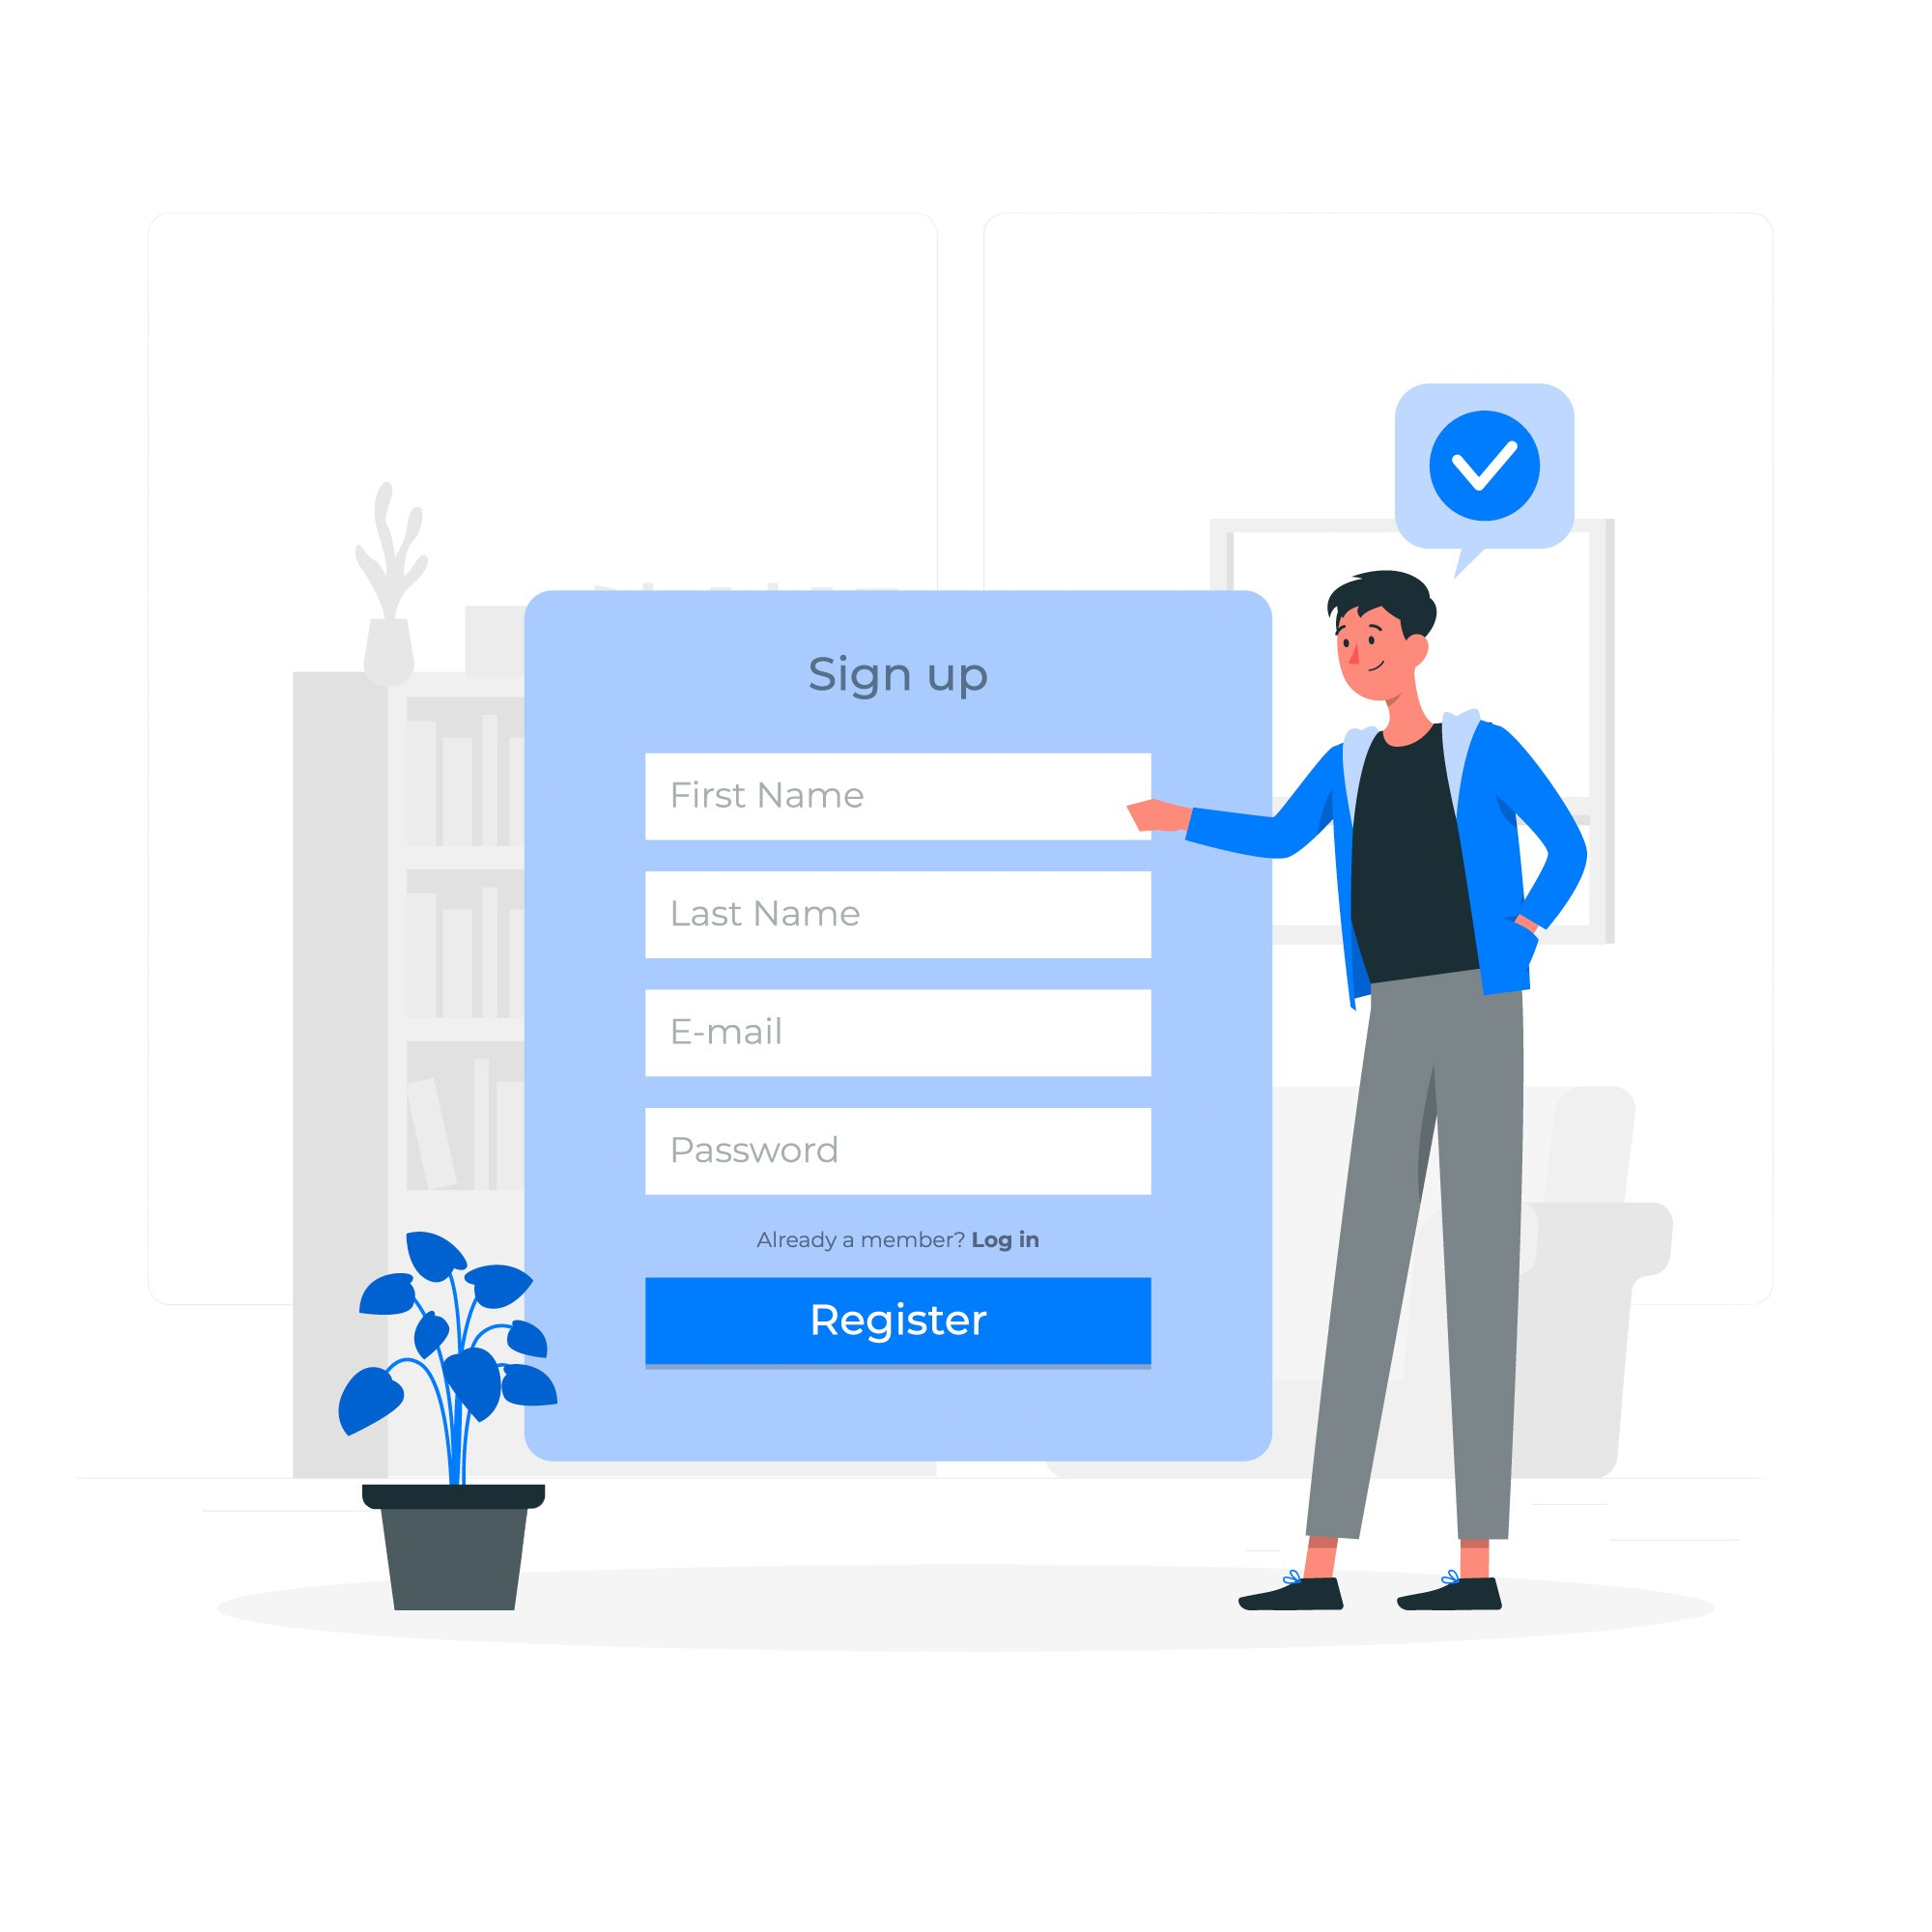 Sign up
First Name
Last Name
E-mail
Password
Already a member? Log in
Register